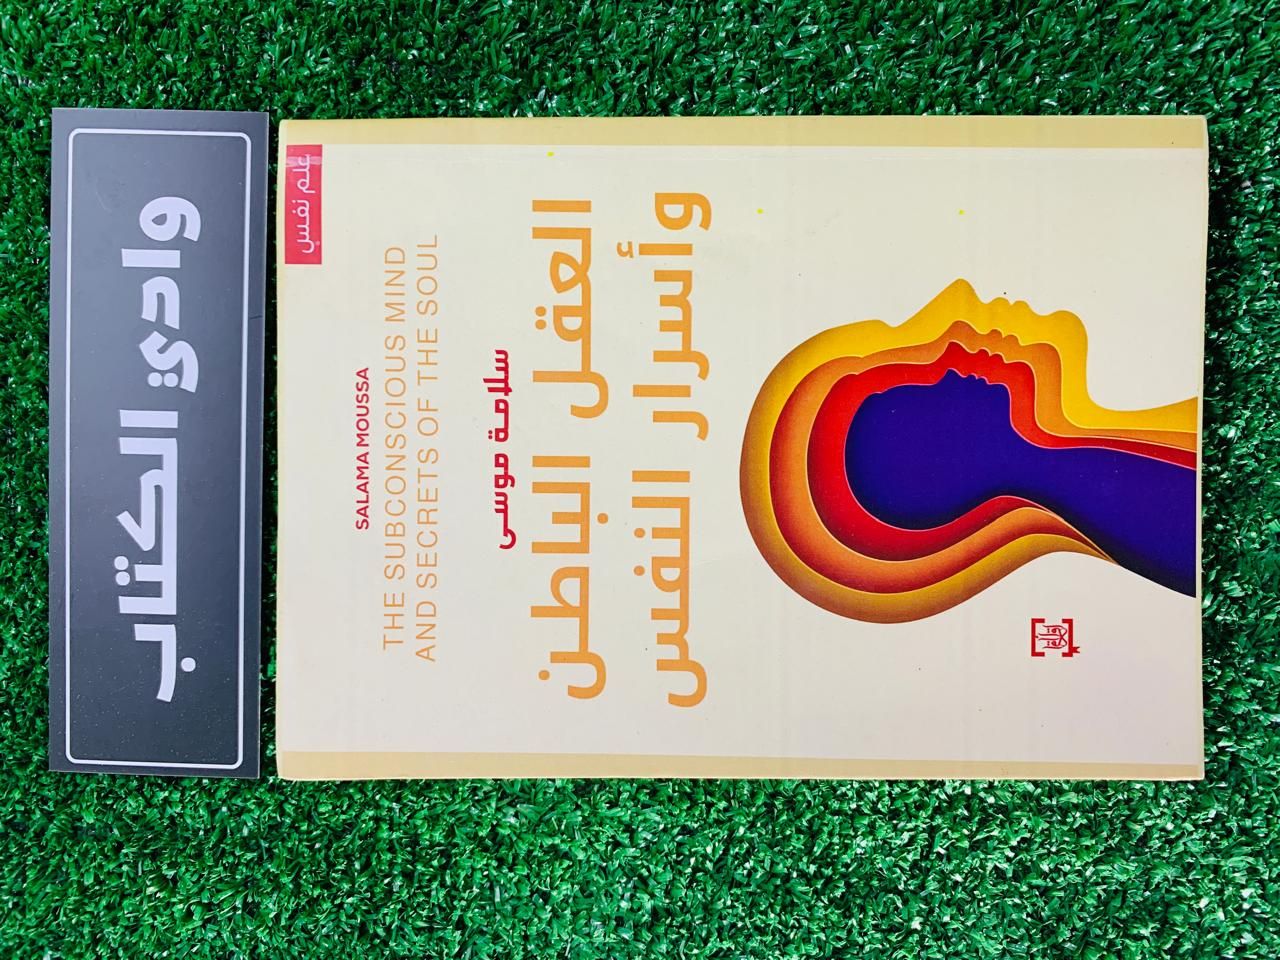 وادي الكتاب
علم نفس
SALAMA MOUSSA
THE SUBCONSCIOUS MIND
AND SECRETS OF THE SOUL
سلامة موسى
العقل الباطن
وأسرار النفس